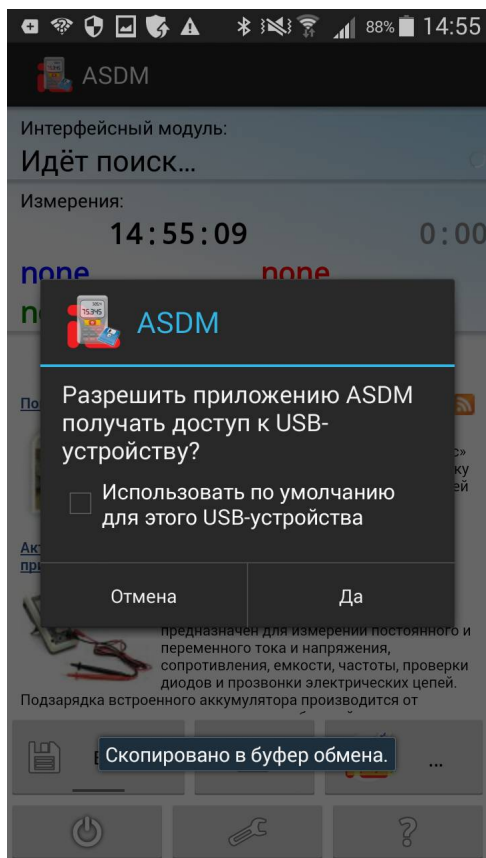 88% 14:55
ASDM
Интерфейсный модуль:
Идёт поиск...
Измерения:
14:55:09 0:00
none none
ASDM
Разрешить приложению ASDM
получать доступ к USB-
устройству?
Использовать по умолчанию
для этого USB-устройства
Отмена Да
предназначен для измерений постоянного и
переменного тока и напряжения,
сопротивления, емкости, частоты, проверки
диодов и прозвонки электрических цепей.
Подзарядка встроенного аккумулятора производится от
Скопировано в буфер обмена.
...